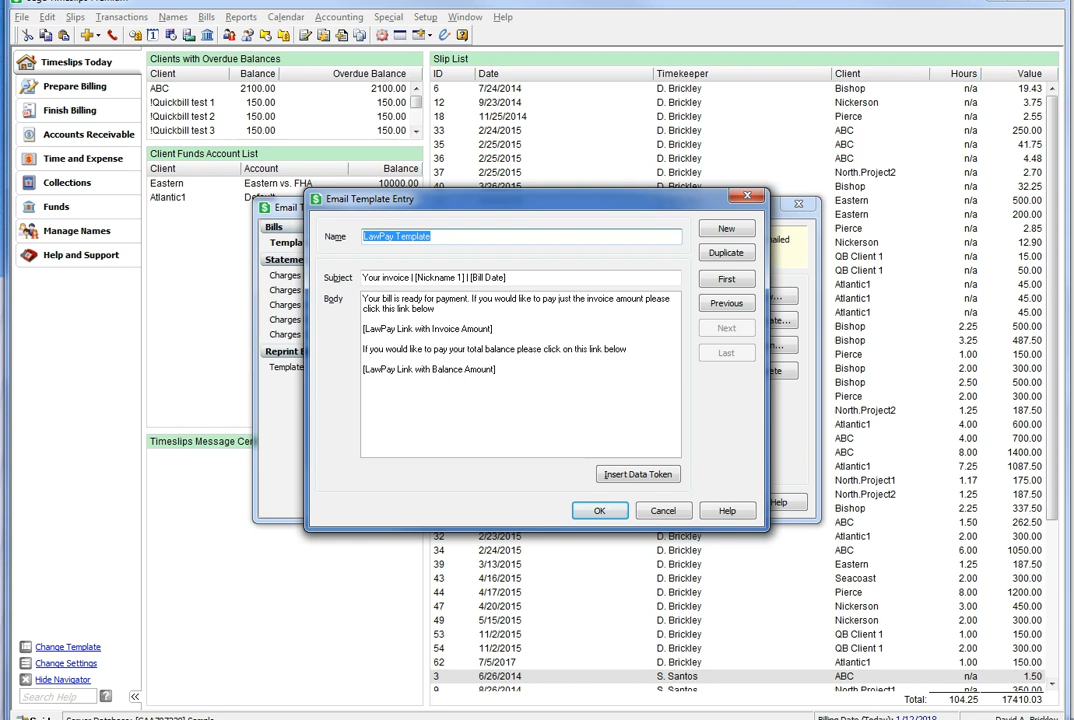 Sage Timeslips Premium
File Edit Slips Transactions Names Bills Reports Calendar Accounting Special Setup Window Help
Timeslips Today
Prepare Billing
Finish Billing
Accounts Receivable
Time and Expense
Collections
Funds
Manage Names
Help and Support
Change Template
Change Settings
Hide Navigator
Search Help
Clients with Overdue Balances
Client Balance Overdue Balance
ABC 2100.00 2100.00
!Quickbill test 1 150.00 150.00
!Quickbill test 2 150.00 150.00
!Quickbill test 3 150.00 150.00
Client Funds Account List
Client Account Balance
Eastern Eastern vs. FHA 10000.00
Atlantic1
Timeslips Message Cen
Email T
Bills
Templa
Stateme
Charges
Charges
Charges
Charges
Charges
Reprint B
Template
nailed
Help
Email Template Entry
Name LawPay Template
Subject Your invoice | [Nickname 1] | [Bill Date]
Body
Your bill is ready for payment. If you would like to pay just the invoice amount please
click this link below
[LawPay Link with Invoice Amount]
If you would like to pay your total balance please click on this link below
[LawPay Link with Balance Amount]
Insert Data Token
OK Cancel Help
New
Duplicate
First
Previous
Next
Last
Slip List
ID Date Timekeeper Client Hours Value
6 7/24/2014 D. Brickley Bishop n/a 19.43
12 9/23/2014 D. Brickley Nickerson n/a 3.75
18 11/25/2014 D. Brickley Pierce n/a 2.55
33 2/24/2015 D. Brickley ABC n/a 250.00
35 2/25/2015 D. Brickley ABC n/a 41.75
36 2/25/2015 D. Brickley ABC n/a 4.48
37 2/25/2015 D. Brickley North.Project2 n/a 2.70
40 3/26/2015 D. Brickley Bishop n/a 32.25
Eastern n/a 60.00
Eastern n/a 200.00
Pierce n/a 2.85
Nickerson n/a 12.90
QB Client 1 n/a 15.00
QB Client 1 n/a 50.00
Atlantic1 n/a 45.00
Atlantic1 n/a 45.00
Atlantic1 n/a 45.00
Bishop 2.25 500.00
Bishop 3.25 487.50
Pierce 1.00 150.00
Bishop 2.00 300.00
Bishop 2.50 500.00
Pierce 2.00 300.00
North.Project2 1.25 187.50
Atlantic1 4.00 600.00
ABC 4.00 700.00
ABC 8.00 1400.00
Atlantic1 7.25 1087.50
North.Project1 1.17 175.00
North.Project2 1.25 187.50
Bishop 2.25 337.50
ABC 1.50 262.50
32 2/23/2015 D. Brickley Atlantic1 2.00 300.00
34 2/24/2015 D. Brickley ABC 6.00 1050.00
39 3/13/2015 D. Brickley Eastern 1.25 187.50
43 4/16/2015 D. Brickley Seacoast 2.00 300.00
44 4/17/2015 D. Brickley Pierce 8.00 1200.00
47 4/20/2015 D. Brickley Nickerson 3.00 450.00
49 5/15/2015 D. Brickley Nickerson 2.00 300.00
53 11/2/2015 D. Brickley QB Client 1 1.00 150.00
54 11/2/2015 D. Brickley QB Client 1 2.00 300.00
62 7/5/2017 D. Brickley Atlantic1 1.00 150.00
3 6/26/2014 S. Santos ABC n/a 1.50
9 8/26/2014 S. Santos North.Project1 n/a 350.00
Total: 104.25 17410.03
Billing Date (Today): 1/12/2018 David A. Brickley